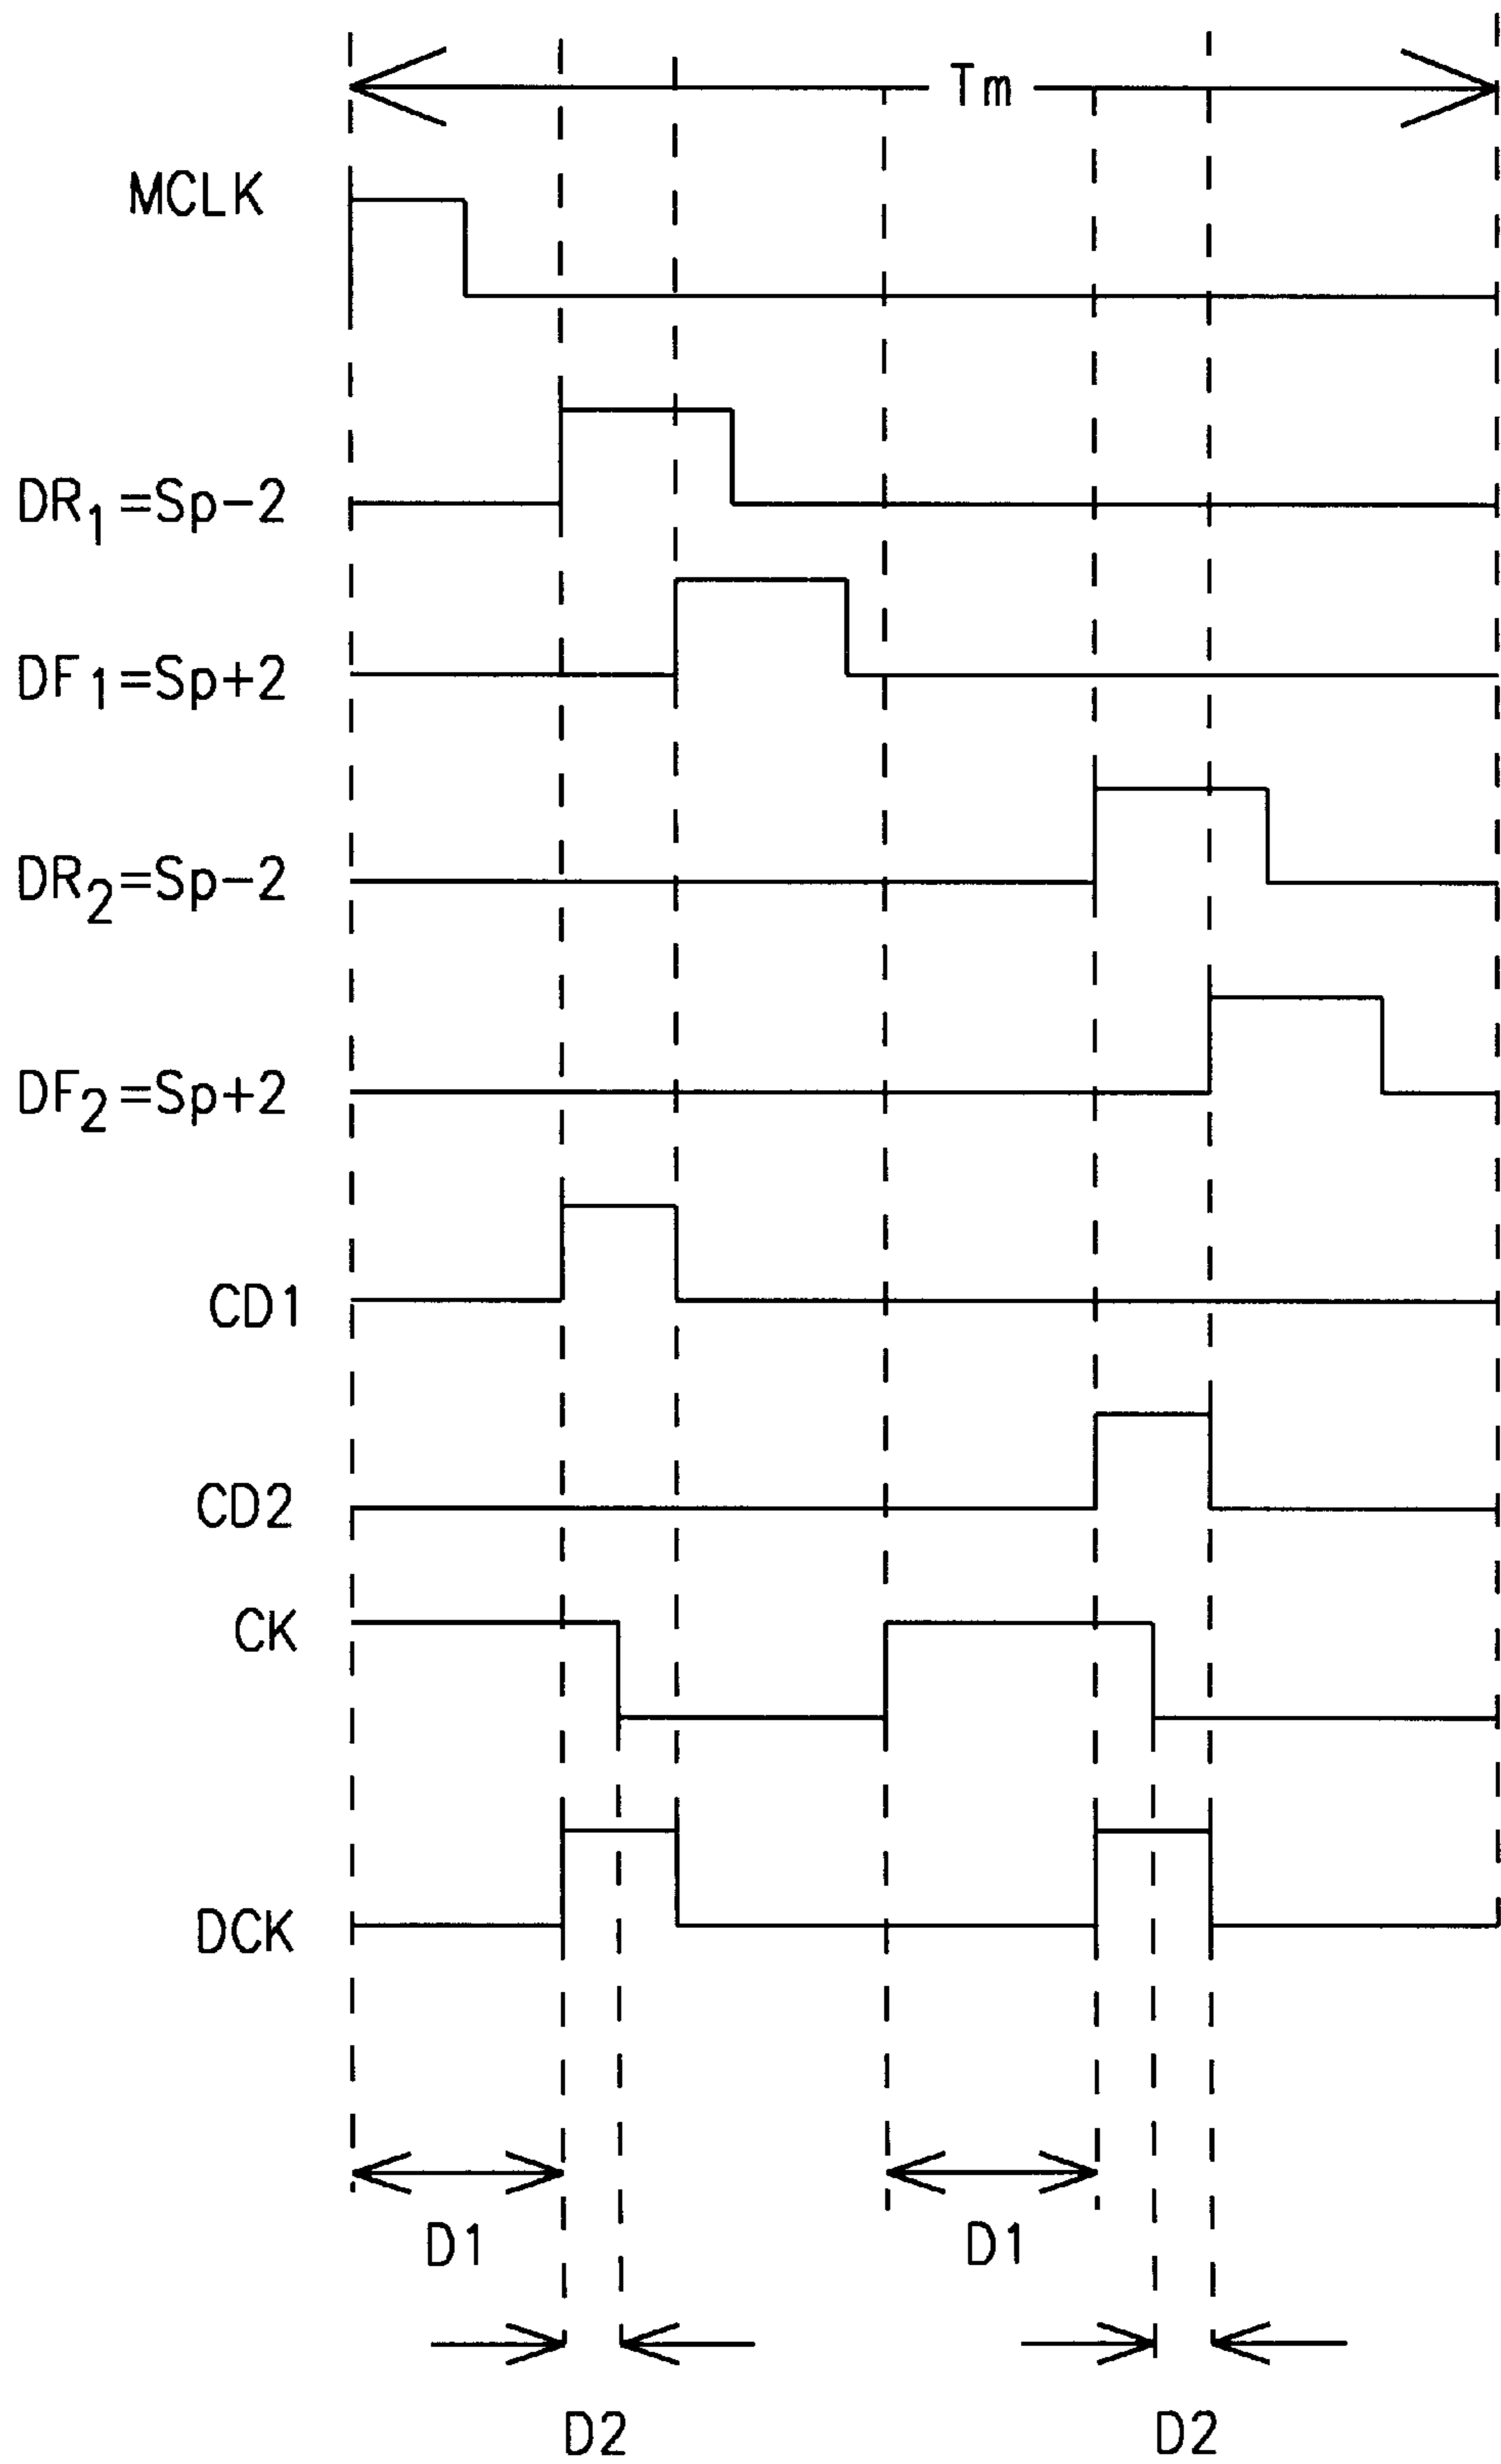 Tm
MCLK
DR1=Sp-2
DF1=Sp+2
DR2=Sp-2
DF2=Sp+2
CD1
CD2
CK
DCK
D1 D1
D2 D2